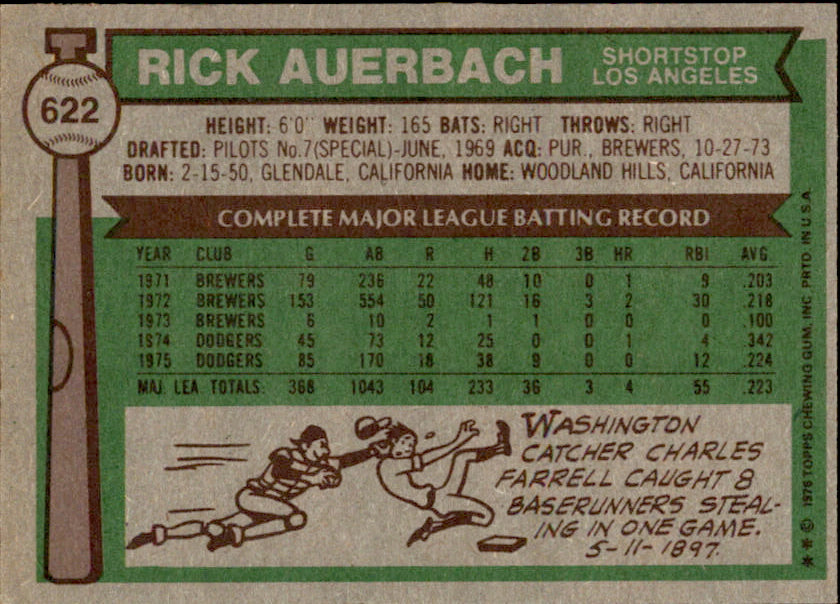 622
RICK AUERBACH
SHORTSTOP
LOS ANGELES
HEIGHT: 6'0" WEIGHT: 165 BATS: RIGHT THROWS: RIGHT
DRAFTED: PILOTS No.7(SPECIAL)-JUNE, 1969 ACQ: PUR., BREWERS, 10-27-73
BORN: 2-15-50, GLENDALE, CALIFORNIA HOME: WOODLAND HILLS, CALIFORNIA
COMPLETE MAJOR LEAGUE BATTING RECORD
YEAR CLUB G AB R H 2B 3B HR RBI AVG.
1971 BREWERS 79 236 22 48 10 0 1 9 .203
1972 BREWERS 153 554 50 121 16 3 2 30 .218
1973 BREWERS 6 10 2 1 1 0 0 0 .100
1974 DODGERS 45 73 12 25 0 0 1 4 .342
1975 DODGERS 85 170 18 38 9 0 0 12 .224
MAJ. LEA. TOTALS: 368 1043 104 233 36 3 4 55 .223
WASHINGTON
CATCHER CHARLES
FARRELL CAUGHT 8
BASERUNNERS STEAL-
ING IN ONE GAME.
5-11-1897.
** © 1976 TOPPS CHEWING GUM, INC. PRTD. IN U.S.A.